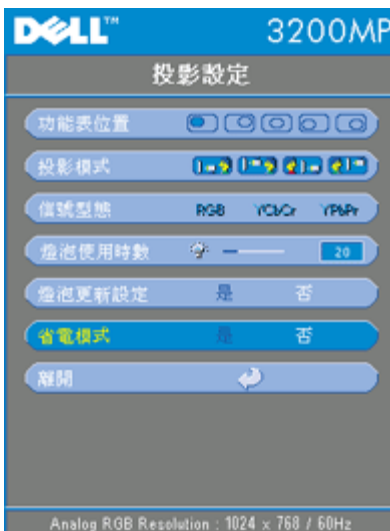 DELL™ 3200MP
投影設定
功能表位置
投影模式
信號型態 RGB YCbCr YPbPr
燈泡使用時數 20
燈泡更新設定 是 否
省電模式 是 否
離開
Analog RGB Resolution : 1024 x 768 / 60Hz